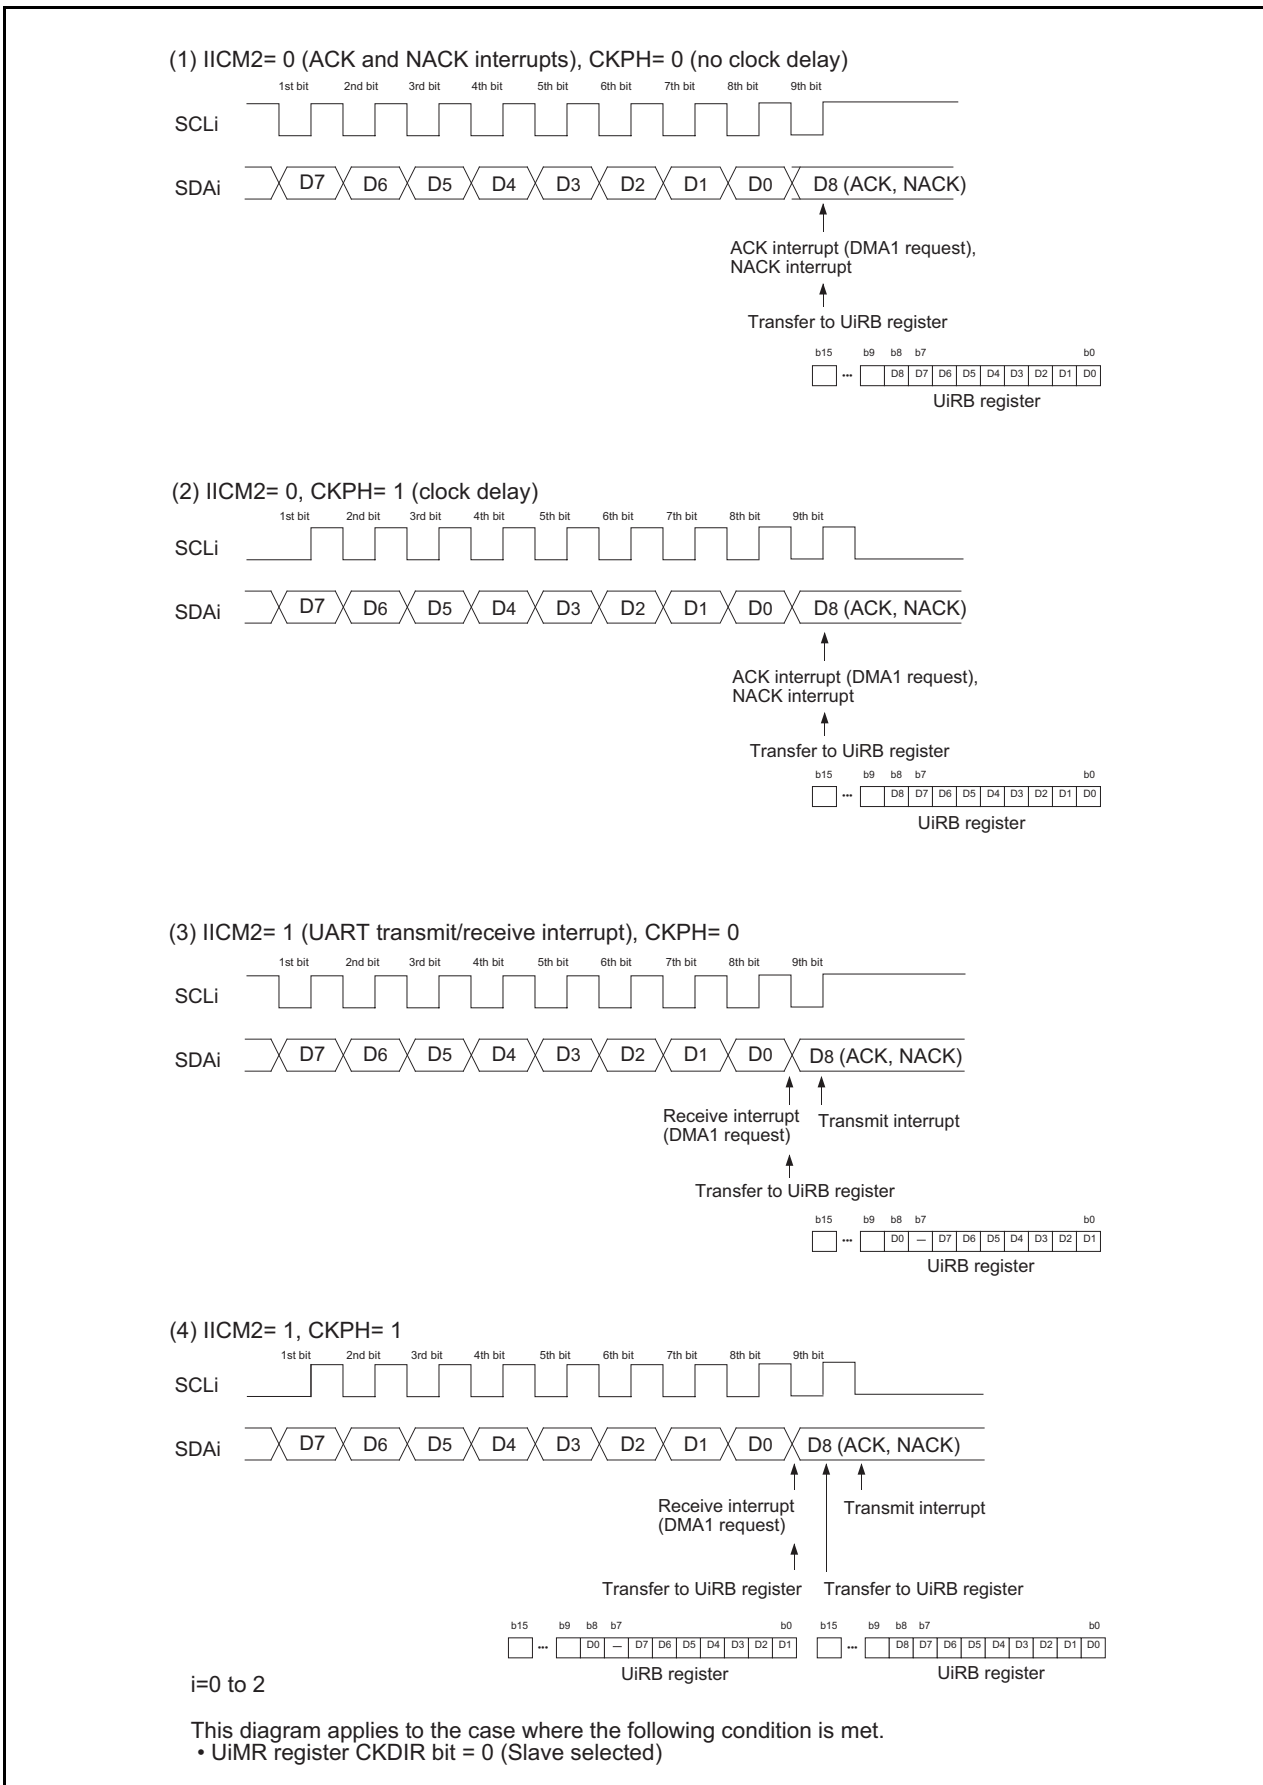 (1) IICM2= 0 (ACK and NACK interrupts), CKPH= 0 (no clock delay)
1st bit 2nd bit 3rd bit 4th bit 5th bit 6th bit 7th bit 8th bit 9th bit
SCLi
SDAi D7 D6 D5 D4 D3 D2 D1 D0 D8 (ACK, NACK)
ACK interrupt (DMA1 request),
NACK interrupt
Transfer to UiRB register
b15 b9 b8 b7 b0
... D8 D7 D6 D5 D4 D3 D2 D1 D0
UiRB register
(2) IICM2= 0, CKPH= 1 (clock delay)
1st bit 2nd bit 3rd bit 4th bit 5th bit 6th bit 7th bit 8th bit 9th bit
SCLi
SDAi D7 D6 D5 D4 D3 D2 D1 D0 D8 (ACK, NACK)
ACK interrupt (DMA1 request),
NACK interrupt
Transfer to UiRB register
b15 b9 b8 b7 b0
... D8 D7 D6 D5 D4 D3 D2 D1 D0
UiRB register
(3) IICM2= 1 (UART transmit/receive interrupt), CKPH= 0
1st bit 2nd bit 3rd bit 4th bit 5th bit 6th bit 7th bit 8th bit 9th bit
SCLi
SDAi D7 D6 D5 D4 D3 D2 D1 D0 D8 (ACK, NACK)
Receive interrupt Transmit interrupt
(DMA1 request)
Transfer to UiRB register
b15 b9 b8 b7 b0
... D0 — D7 D6 D5 D4 D3 D2 D1
UiRB register
(4) IICM2= 1, CKPH= 1
1st bit 2nd bit 3rd bit 4th bit 5th bit 6th bit 7th bit 8th bit 9th bit
SCLi
SDAi D7 D6 D5 D4 D3 D2 D1 D0 D8 (ACK, NACK)
Receive interrupt Transmit interrupt
(DMA1 request)
Transfer to UiRB register Transfer to UiRB register
b15 b9 b8 b7 b0 b15 b9 b8 b7 b0
... D0 — D7 D6 D5 D4 D3 D2 D1 ... D8 D7 D6 D5 D4 D3 D2 D1 D0
UiRB register UiRB register
i=0 to 2
This diagram applies to the case where the following condition is met.
• UiMR register CKDIR bit = 0 (Slave selected)